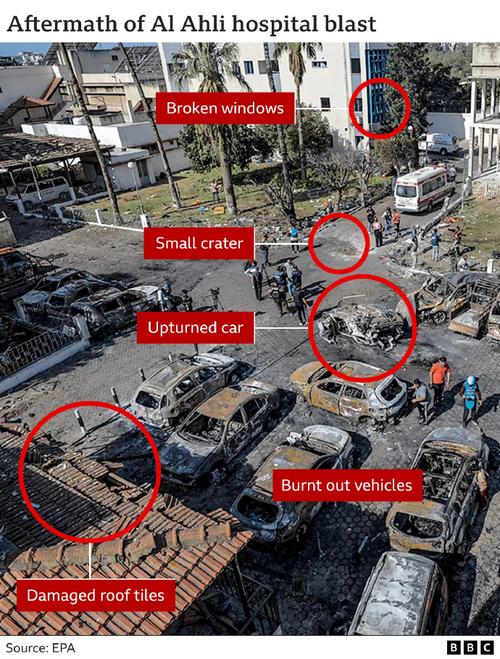 Aftermath of Al Ahli hospital blast
Broken windows
Small crater
Upturned car
Burnt out vehicles
Damaged roof tiles
Source: EPA
BBC